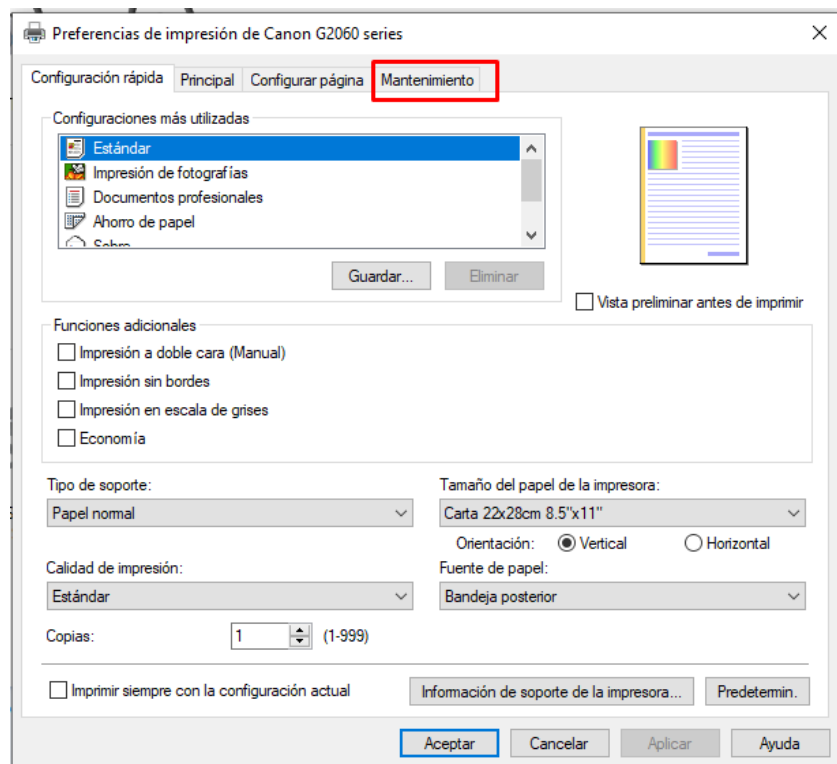 Preferencias de impresión de Canon G2060 series
Configuración rápida Principal Configurar página Mantenimiento
Configuraciones más utilizadas
Estándar
Impresión de fotografías
Documentos profesionales
Ahorro de papel
Sobre
Guardar... Eliminar
Vista preliminar antes de imprimir
Funciones adicionales
Impresión a doble cara (Manual)
Impresión sin bordes
Impresión en escala de grises
Economía
Tipo de soporte: Tamaño del papel de la impresora:
Papel normal Carta 22x28cm 8.5"x11"
Orientación: Vertical Horizontal
Calidad de impresión: Fuente de papel:
Estándar Bandeja posterior
Copias: 1 (1-999)
Imprimir siempre con la configuración actual Información de soporte de la impresora... Predetermin.
Aceptar Cancelar Aplicar Ayuda